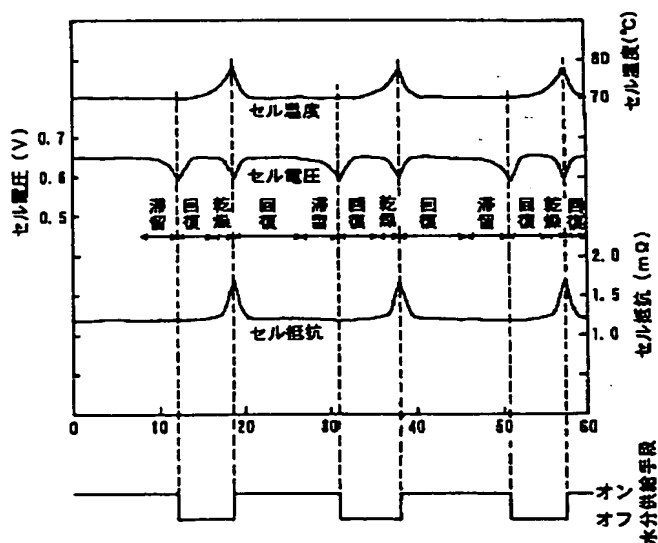 セル電圧 (V)
0.7
0.6
0.5
80
70
セル温度(℃)
セル温度
セル電圧
滞留 回復 乾燥 回復 滞留 回復 乾燥 回復 滞留 回復 乾燥 回復
2.0
1.5
1.0
セル抵抗 (mΩ)
セル抵抗
0 10 20 30 40 50 60
オン
オフ
水分供給手段